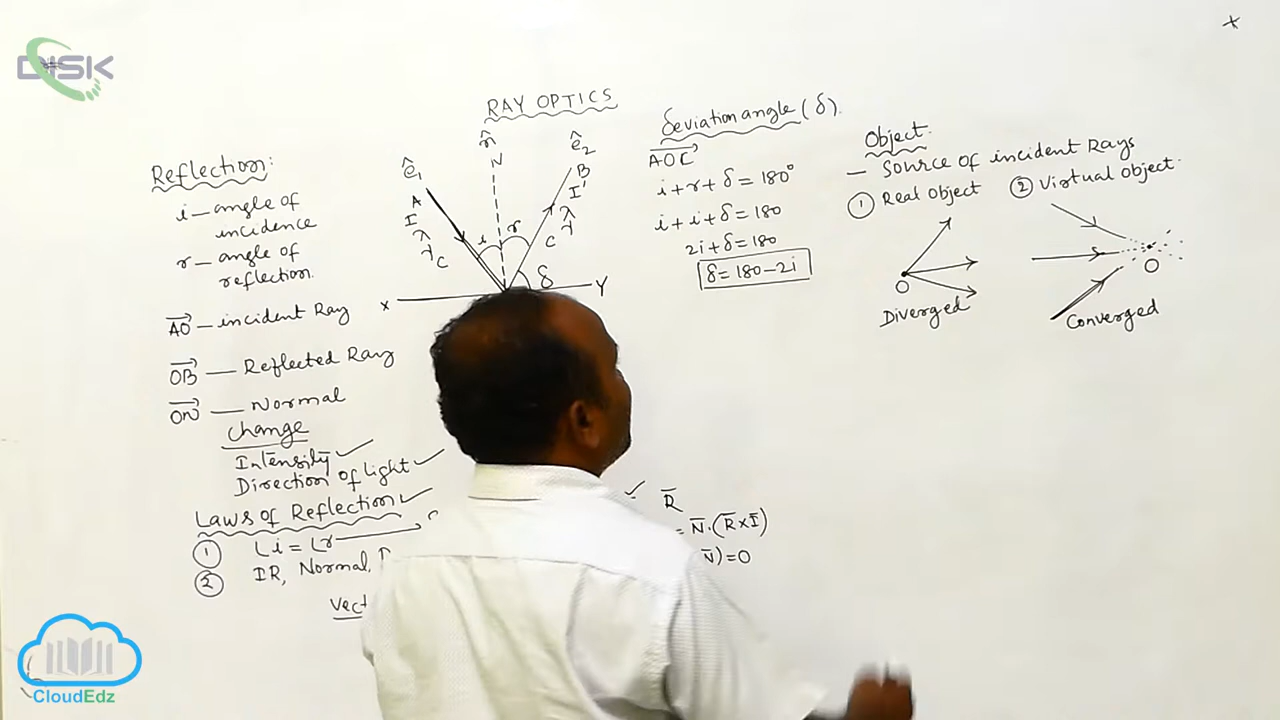 DISK
RAY OPTICS
Reflection:
i — angle of
incidence
r — angle of
reflection.
AO — incident Ray
OB — Reflected Ray
ON — Normal
Change
Intensity ✓
Direction of light ✓
Laws of Reflection ✓
① ∠i = ∠r
② IR, Normal,
ê₁
n̂
ê₂
A
N
B
I
I'
λ
λ
C
C
i
r
δ
X
Y
Deviation angle (δ).
AOC
i + r + δ = 180°
i + i + δ = 180
2i + δ = 180
δ = 180 – 2i
Object.
— Source of incident Rays
① Real object
② Virtual object.
O
O
Diverged
Converged
R̄
= N̄·(R̄×Ī)
N̄) = 0
CloudEdz